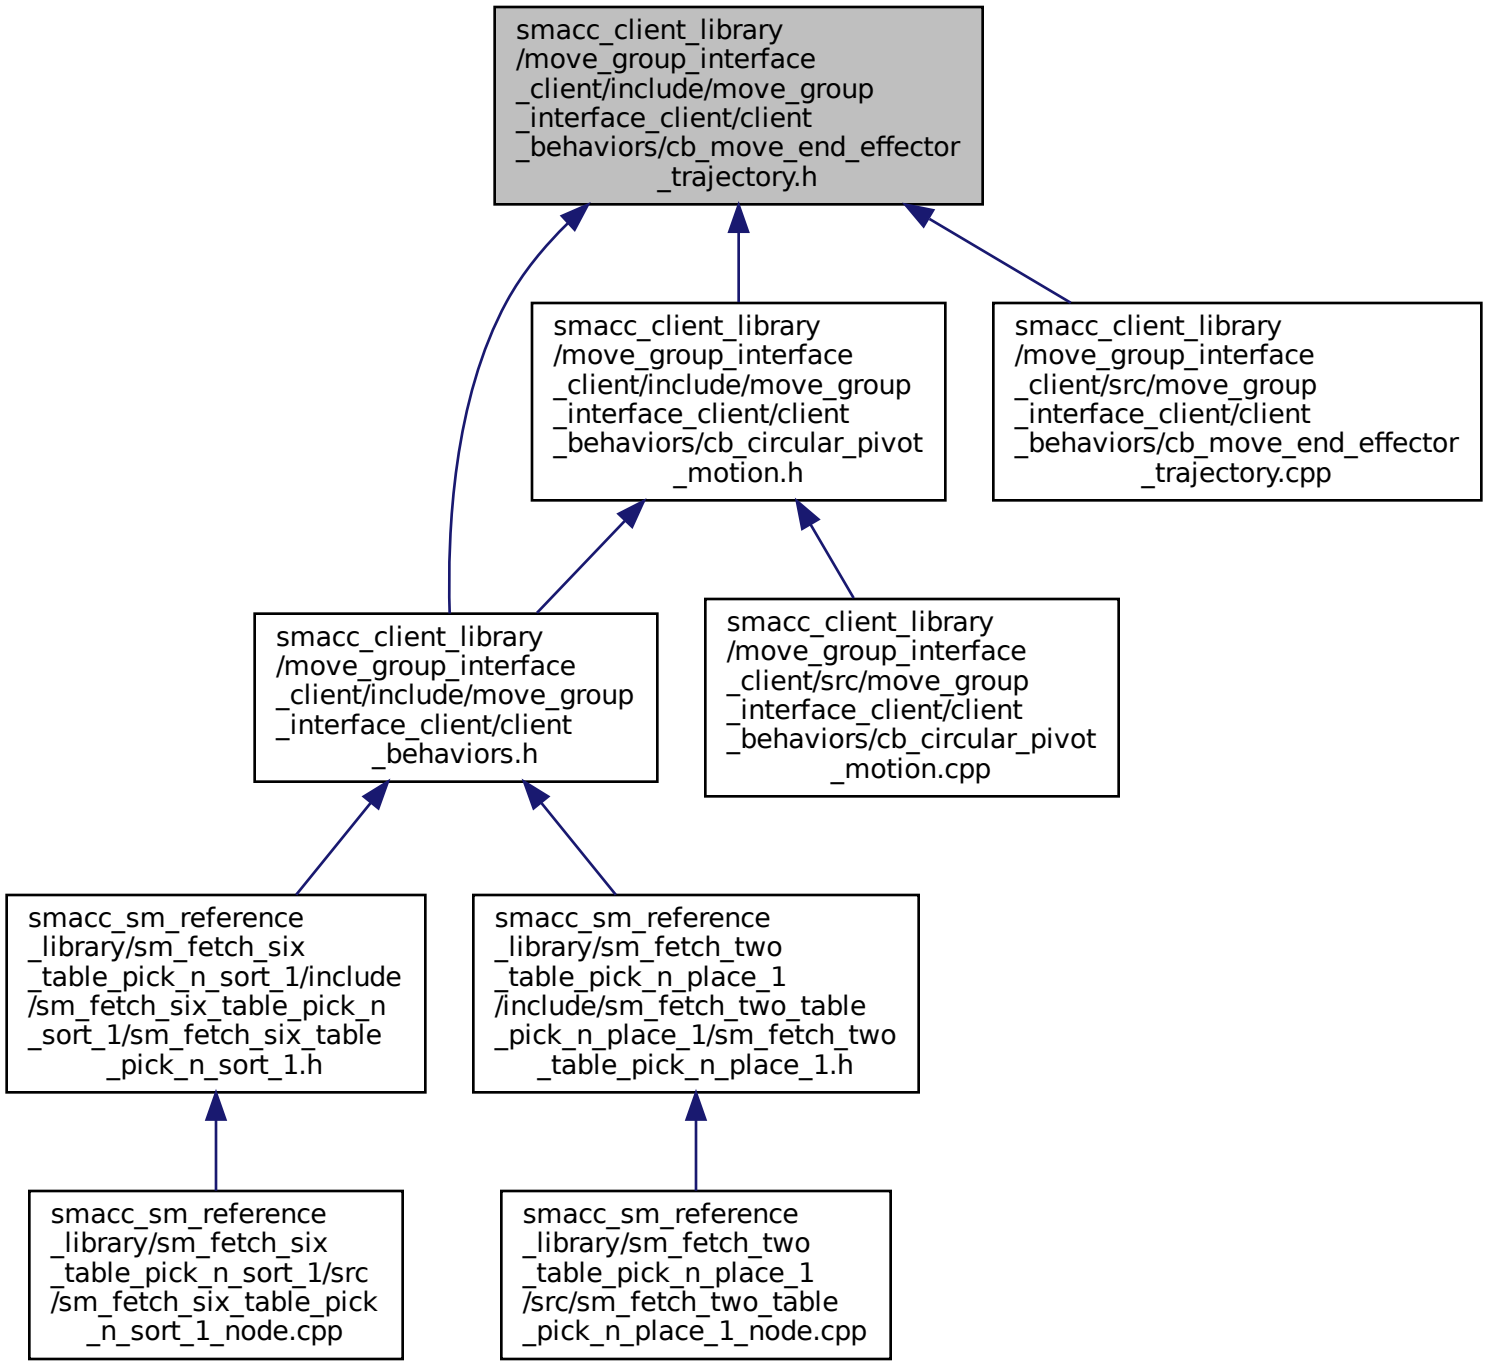 smacc_client_library
/move_group_interface
_client/include/move_group
_interface_client/client
_behaviors/cb_move_end_effector
_trajectory.h
smacc_client_library
/move_group_interface
_client/include/move_group
_interface_client/client
_behaviors/cb_circular_pivot
_motion.h
smacc_client_library
/move_group_interface
_client/src/move_group
_interface_client/client
_behaviors/cb_move_end_effector
_trajectory.cpp
smacc_client_library
/move_group_interface
_client/include/move_group
_interface_client/client
_behaviors.h
smacc_client_library
/move_group_interface
_client/src/move_group
_interface_client/client
_behaviors/cb_circular_pivot
_motion.cpp
smacc_sm_reference
_library/sm_fetch_six
_table_pick_n_sort_1/include
/sm_fetch_six_table_pick_n
_sort_1/sm_fetch_six_table
_pick_n_sort_1.h
smacc_sm_reference
_library/sm_fetch_two
_table_pick_n_place_1
/include/sm_fetch_two_table
_pick_n_place_1/sm_fetch_two
_table_pick_n_place_1.h
smacc_sm_reference
_library/sm_fetch_six
_table_pick_n_sort_1/src
/sm_fetch_six_table_pick
_n_sort_1_node.cpp
smacc_sm_reference
_library/sm_fetch_two
_table_pick_n_place_1
/src/sm_fetch_two_table
_pick_n_place_1_node.cpp